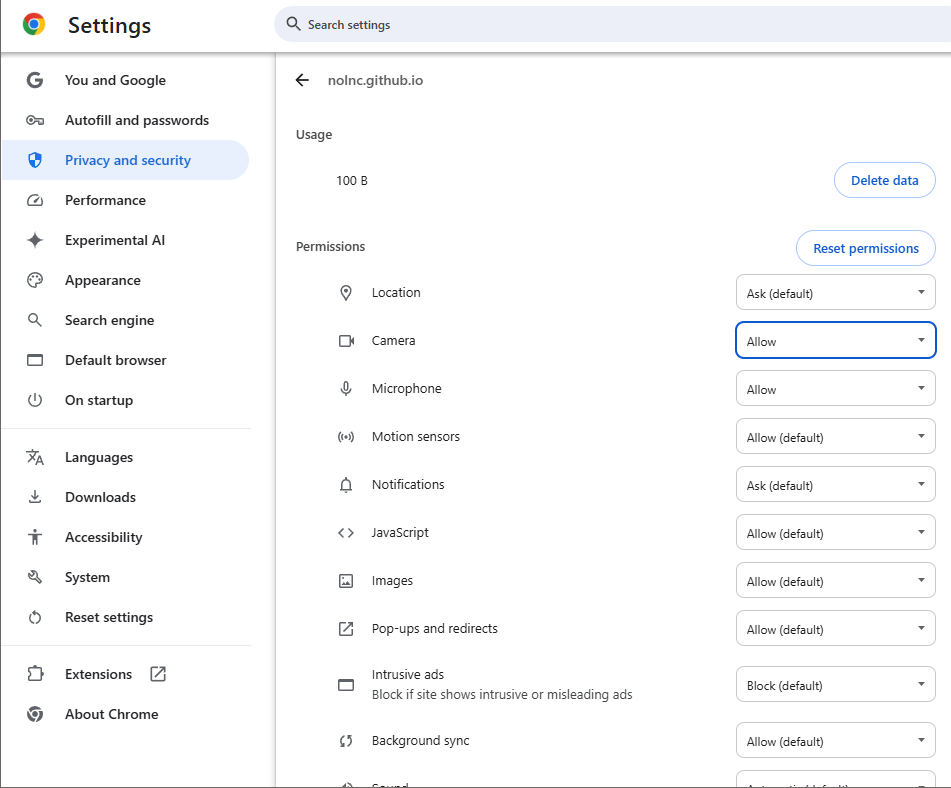 Settings
Search settings
You and Google
Autofill and passwords
Privacy and security
Performance
Experimental AI
Appearance
Search engine
Default browser
On startup
Languages
Downloads
Accessibility
System
Reset settings
Extensions
About Chrome
nolnc.github.io
Usage
100 B
Delete data
Permissions
Reset permissions
Location
Ask (default)
Camera
Allow
Microphone
Allow
Motion sensors
Allow (default)
Notifications
Ask (default)
JavaScript
Allow (default)
Images
Allow (default)
Pop-ups and redirects
Allow (default)
Intrusive ads
Block if site shows intrusive or misleading ads
Block (default)
Background sync
Allow (default)
Sound
Automatic (default)